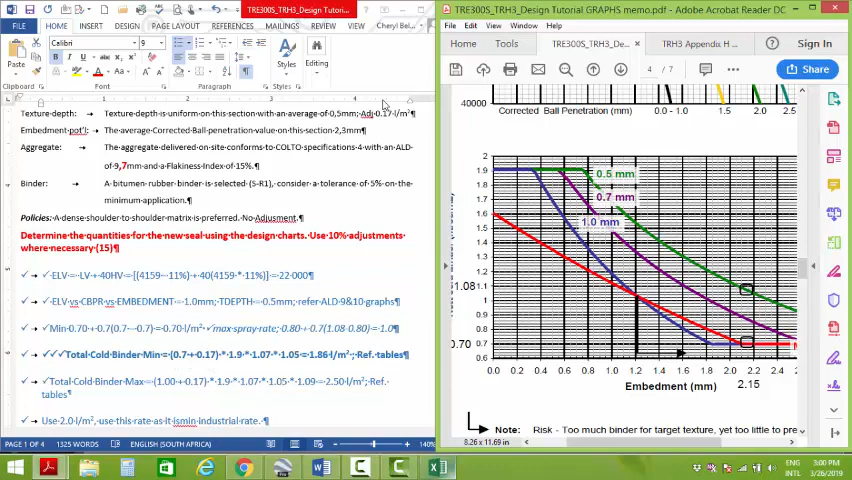 TRE300S_TRH3_Design Tutori...
TRE300S_TRH3_Design Tutorial GRAPHS memo.pdf - Adobe Acrobat Reader DC
FILE HOME INSERT DESIGN PAGE LAYOUT REFERENCES MAILINGS REVIEW VIEW Cheryl Bel...
File Edit View Window Help
Home Tools TRE300S_TRH3_De... TRH3 Appendix H ... Sign In
Paste Calibri 9 Styles Editing
4 / 7 Share
Clipboard Font Paragraph Styles
Texture depth: → Texture depth is uniform on this section with an average of 0,5mm; Adj 0.17 l/m²¶
Embedment pot'l: → The average Corrected Ball penetration value on this section 2,3mm¶
Aggregate: → The aggregate delivered on site conforms to COLTO specifications 4 with an ALD
of 9,7mm and a Flakiness Index of 15%.¶
Binder: → A bitumen rubber binder is selected (S-R1), consider a tolerance of 5% on the
minimum application.¶
Policies: A dense shoulder to shoulder matrix is preferred. No Adjusment.¶
Determine the quantities for the new seal using the design charts. Use 10% adjustments
where necessary (15)¶
ELV = LV + 40HV = [(4159 - 11%) + 40(4159 * 11%)] = 22 000¶
ELV vs CBPR vs EMBEDMENT = 1.0mm; TDEPTH = 0.5mm; refer ALD 9&10 graphs¶
Min 0.70 + 0.7(0.7 - 0.7) = 0.70 l/m² max spray rate; 0.80 + 0.7(1.08-0.80) = 1.0¶
Total Cold Binder Min = (0.7 + 0.17) * 1.9 * 1.07 * 1.05 = 1.86 l/m²; Ref. tables¶
Total Cold Binder Max = (1.00 + 0.17) * 1.9 * 1.07 * 1.05 * 1.09 = 2.50 l/m²; Ref.
tables¶
Use 2.0 l/m², use this rate as it ismin industrial rate.¶
40000
Corrected Ball Penetration (mm) 0.0 - 1.0 1.0 2.0
2
1.9
1.8
1.7
1.6
1.5
1.4
1.3
1.2
1.1
1
0.9
0.8
0.7
0.6
0.5 mm
0.7 mm
1.0 mm
1.08
0.70
0.0 0.2 0.4 0.6 0.8 1.0 1.2 1.4 1.6 1.8 2.0 2.2 2.4
Embedment (mm) 2.15
Note: Risk - Too much binder for target texture, yet too little to pre
8.26 x 11.69 in
PAGE 1 OF 4 1325 WORDS ENGLISH (SOUTH AFRICA) 140%
ENG 3:00 PM
INTL 3/26/2019